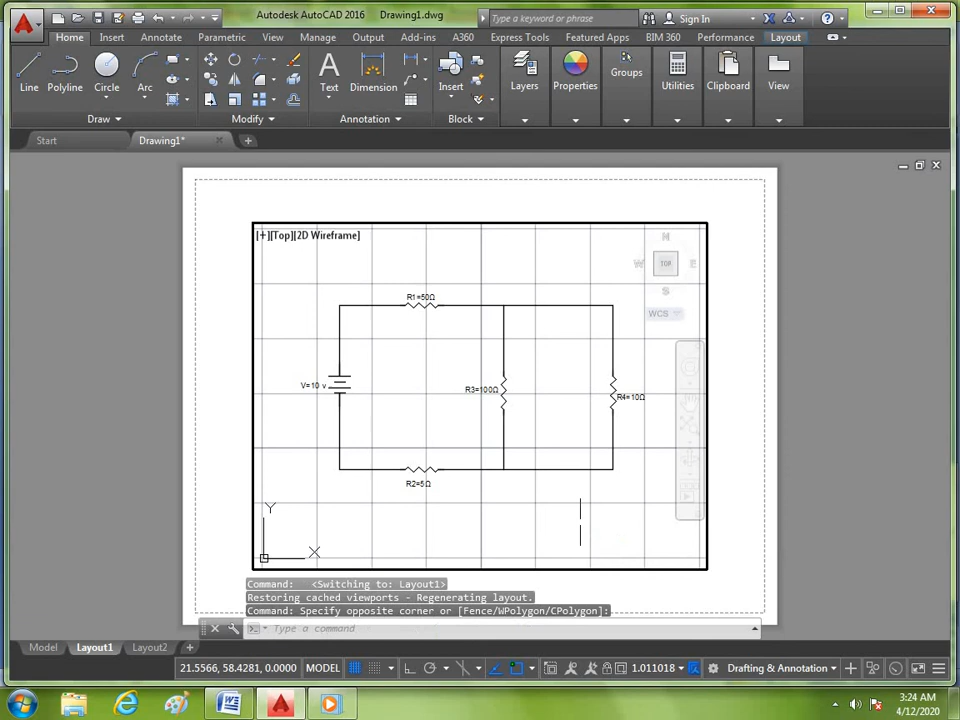 Autodesk AutoCAD 2016 Drawing1.dwg
Type a keyword or phrase
Sign In
Home Insert Annotate Parametric View Manage Output Add-ins A360 Express Tools Featured Apps BIM 360 Performance Layout
Line Polyline Circle Arc Text Dimension Insert Layers Properties Groups Utilities Clipboard View
Draw Modify Annotation Block
Start Drawing1*
[+][Top][2D Wireframe]
M
W TOP E
S
WCS
R1=50Ω
V=10 v
R3=100Ω
R4=10Ω
R2=5Ω
Y
X
Command: <Switching to: Layout1>
Restoring cached viewports - Regenerating layout.
Command: Specify opposite corner or [Fence/WPolygon/CPolygon]:
Type a command
Model Layout1 Layout2
21.5566, 58.4281, 0.0000 MODEL 1.011018 Drafting & Annotation
3:24 AM
4/12/2020